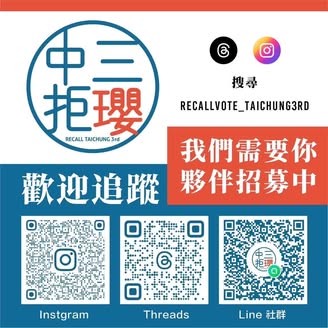 中三
拒瓔
RECALL TAICHUNG 3rd
搜尋
RECALLVOTE_TAICHUNG3RD
我們需要你
夥伴招募中
歡迎追蹤
Instgram
Threads
Line 社群